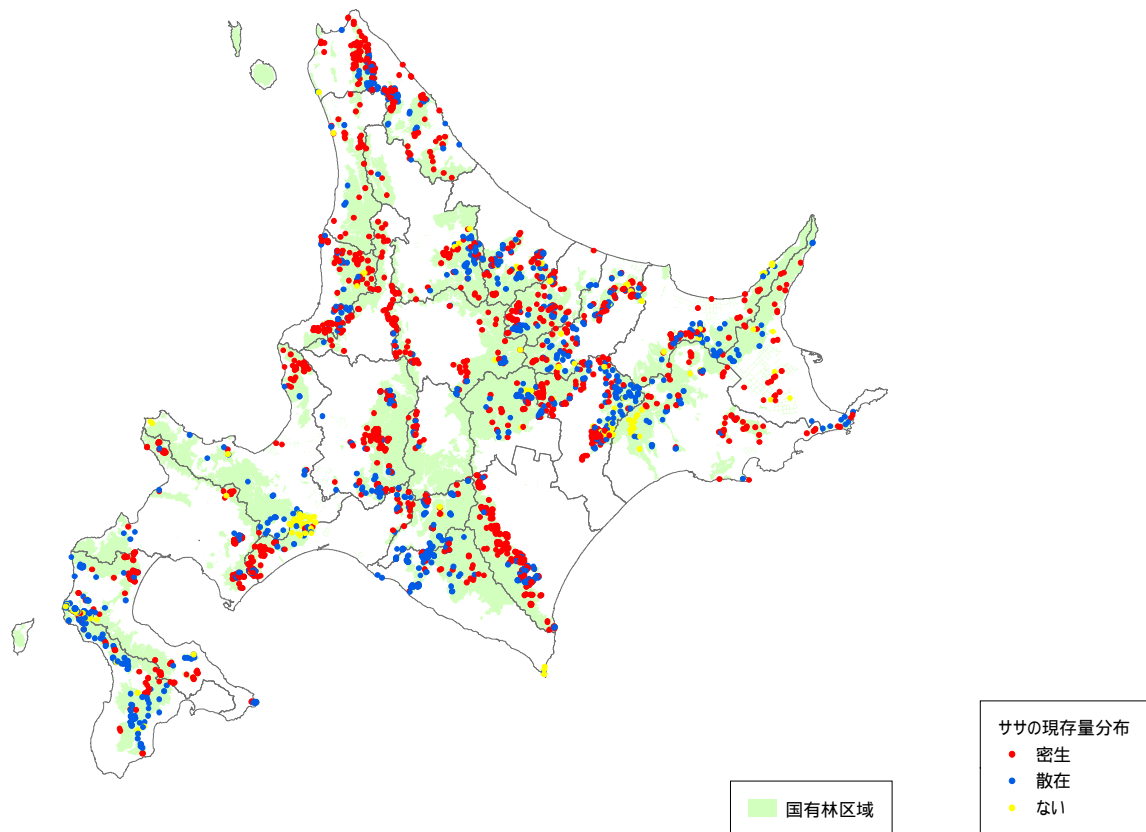 ササの現存量分布
密生
散在
ない
国有林区域